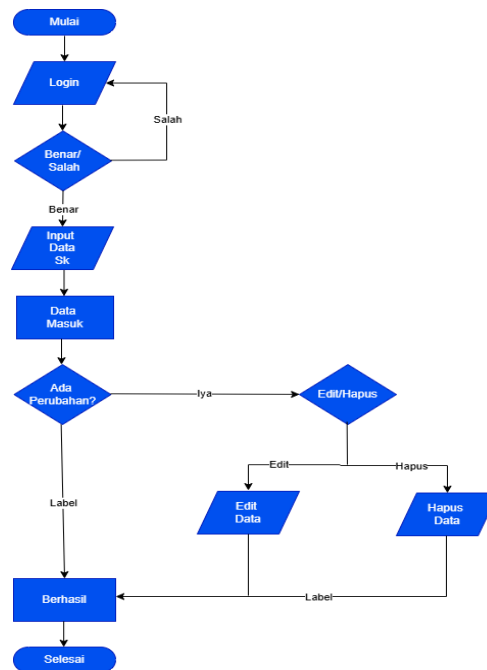 Mulai
Login
Salah
Benar/
Salah
Benar
Input
Data
Sk
Data
Masuk
Ada
Perubahan?
Iya
Edit/Hapus
Edit
Hapus
Edit
Data
Hapus
Data
Label
Label
Berhasil
Selesai